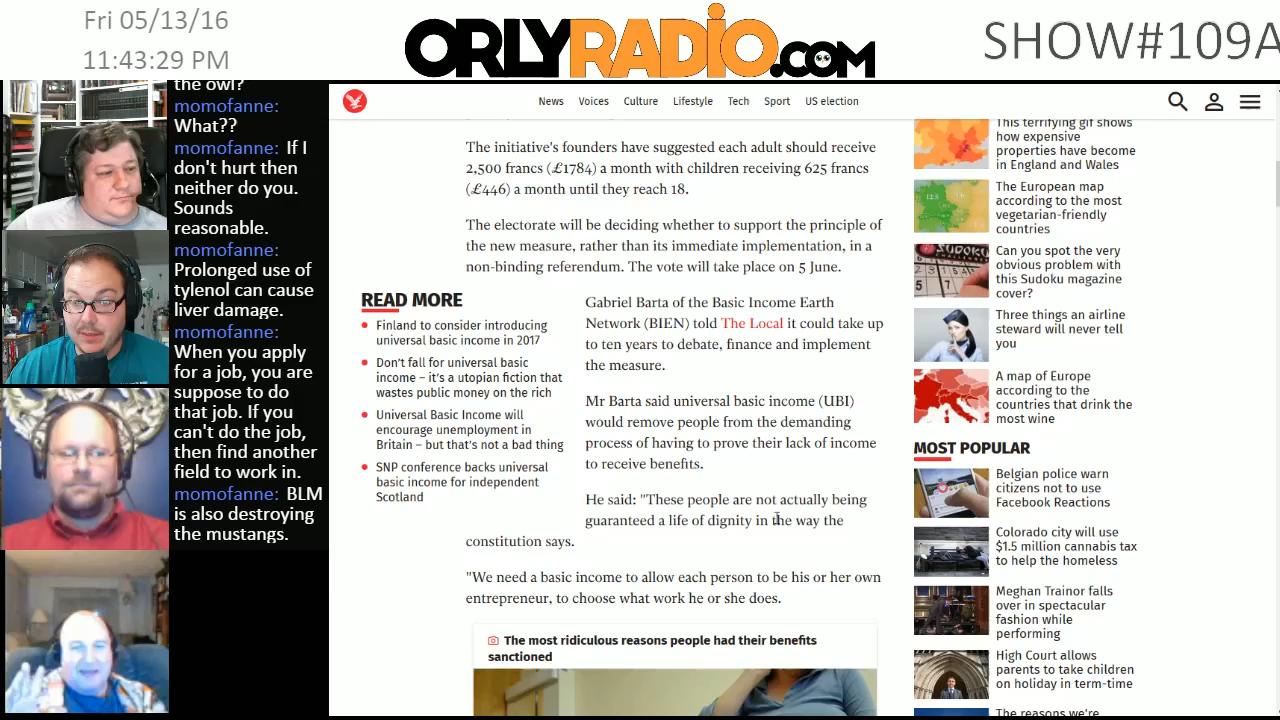 Fri 05/13/16
11:43:29 PM
ORLYRADiO.COM
SHOW#109A
the owl?
momofanne:
What??
momofanne: If I
don't hurt then
neither do you.
Sounds
reasonable.
momofanne:
Prolonged use of
tylenol can cause
liver damage.
momofanne:
When you apply
for a job, you are
suppose to do
that job. If you
can't do the job,
then find another
field to work in.
momofanne: BLM
is also destroying
the mustangs.
News Voices Culture Lifestyle Tech Sport US election
The initiative's founders have suggested each adult should receive
2,500 francs (£1784) a month with children receiving 625 francs
(£446) a month until they reach 18.
The electorate will be deciding whether to support the principle of
the new measure, rather than its immediate implementation, in a
non-binding referendum. The vote will take place on 5 June.
READ MORE
Finland to consider introducing
universal basic income in 2017
Don't fall for universal basic
income – it's a utopian fiction that
wastes public money on the rich
Universal Basic Income will
encourage unemployment in
Britain – but that's not a bad thing
SNP conference backs universal
basic income for independent
Scotland
Gabriel Barta of the Basic Income Earth
Network (BIEN) told The Local it could take up
to ten years to debate, finance and implement
the measure.
Mr Barta said universal basic income (UBI)
would remove people from the demanding
process of having to prove their lack of income
to receive benefits.
He said: "These people are not actually being
guaranteed a life of dignity in the way the
constitution says.
"We need a basic income to allow each person to be his or her own
entrepreneur, to choose what work he or she does.
The most ridiculous reasons people had their benefits
sanctioned
This terrifying gif shows
how expensive
properties have become
in England and Wales
The European map
according to the most
vegetarian-friendly
countries
SUDOKU
Can you spot the very
obvious problem with
this Sudoku magazine
cover?
Three things an airline
steward will never tell
you
A map of Europe
according to the
countries that drink the
most wine
MOST POPULAR
Belgian police warn
citizens not to use
Facebook Reactions
Colorado city will use
$1.5 million cannabis tax
to help the homeless
Meghan Trainor falls
over in spectacular
fashion while
performing
High Court allows
parents to take children
on holiday in term-time
The reasons we're